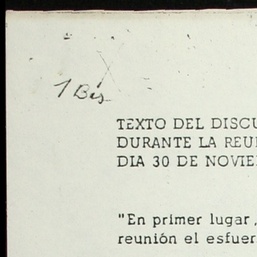 1 Bis
TEXTO DEL DISCU
DURANTE LA REU
DIA 30 DE NOVIE
"En primer lugar,
reunión el esfuer